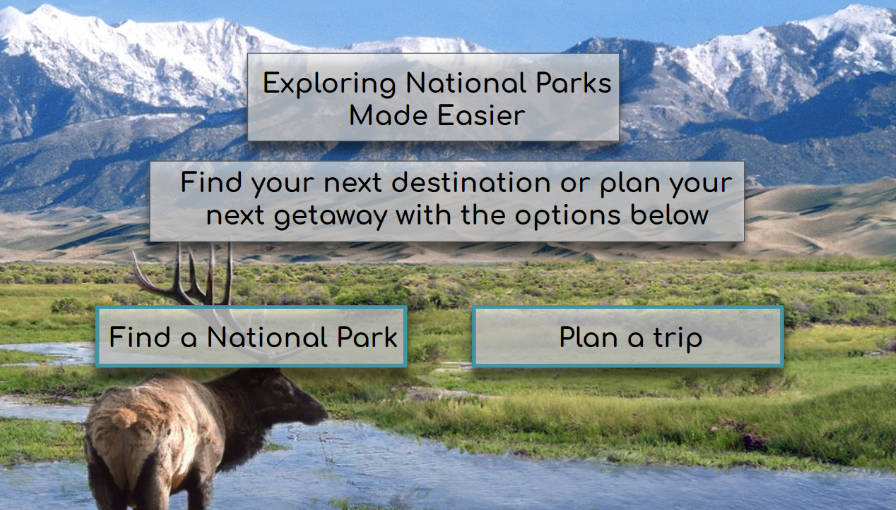 Exploring National Parks
Made Easier
Find your next destination or plan your
next getaway with the options below
Find a National Park
Plan a trip